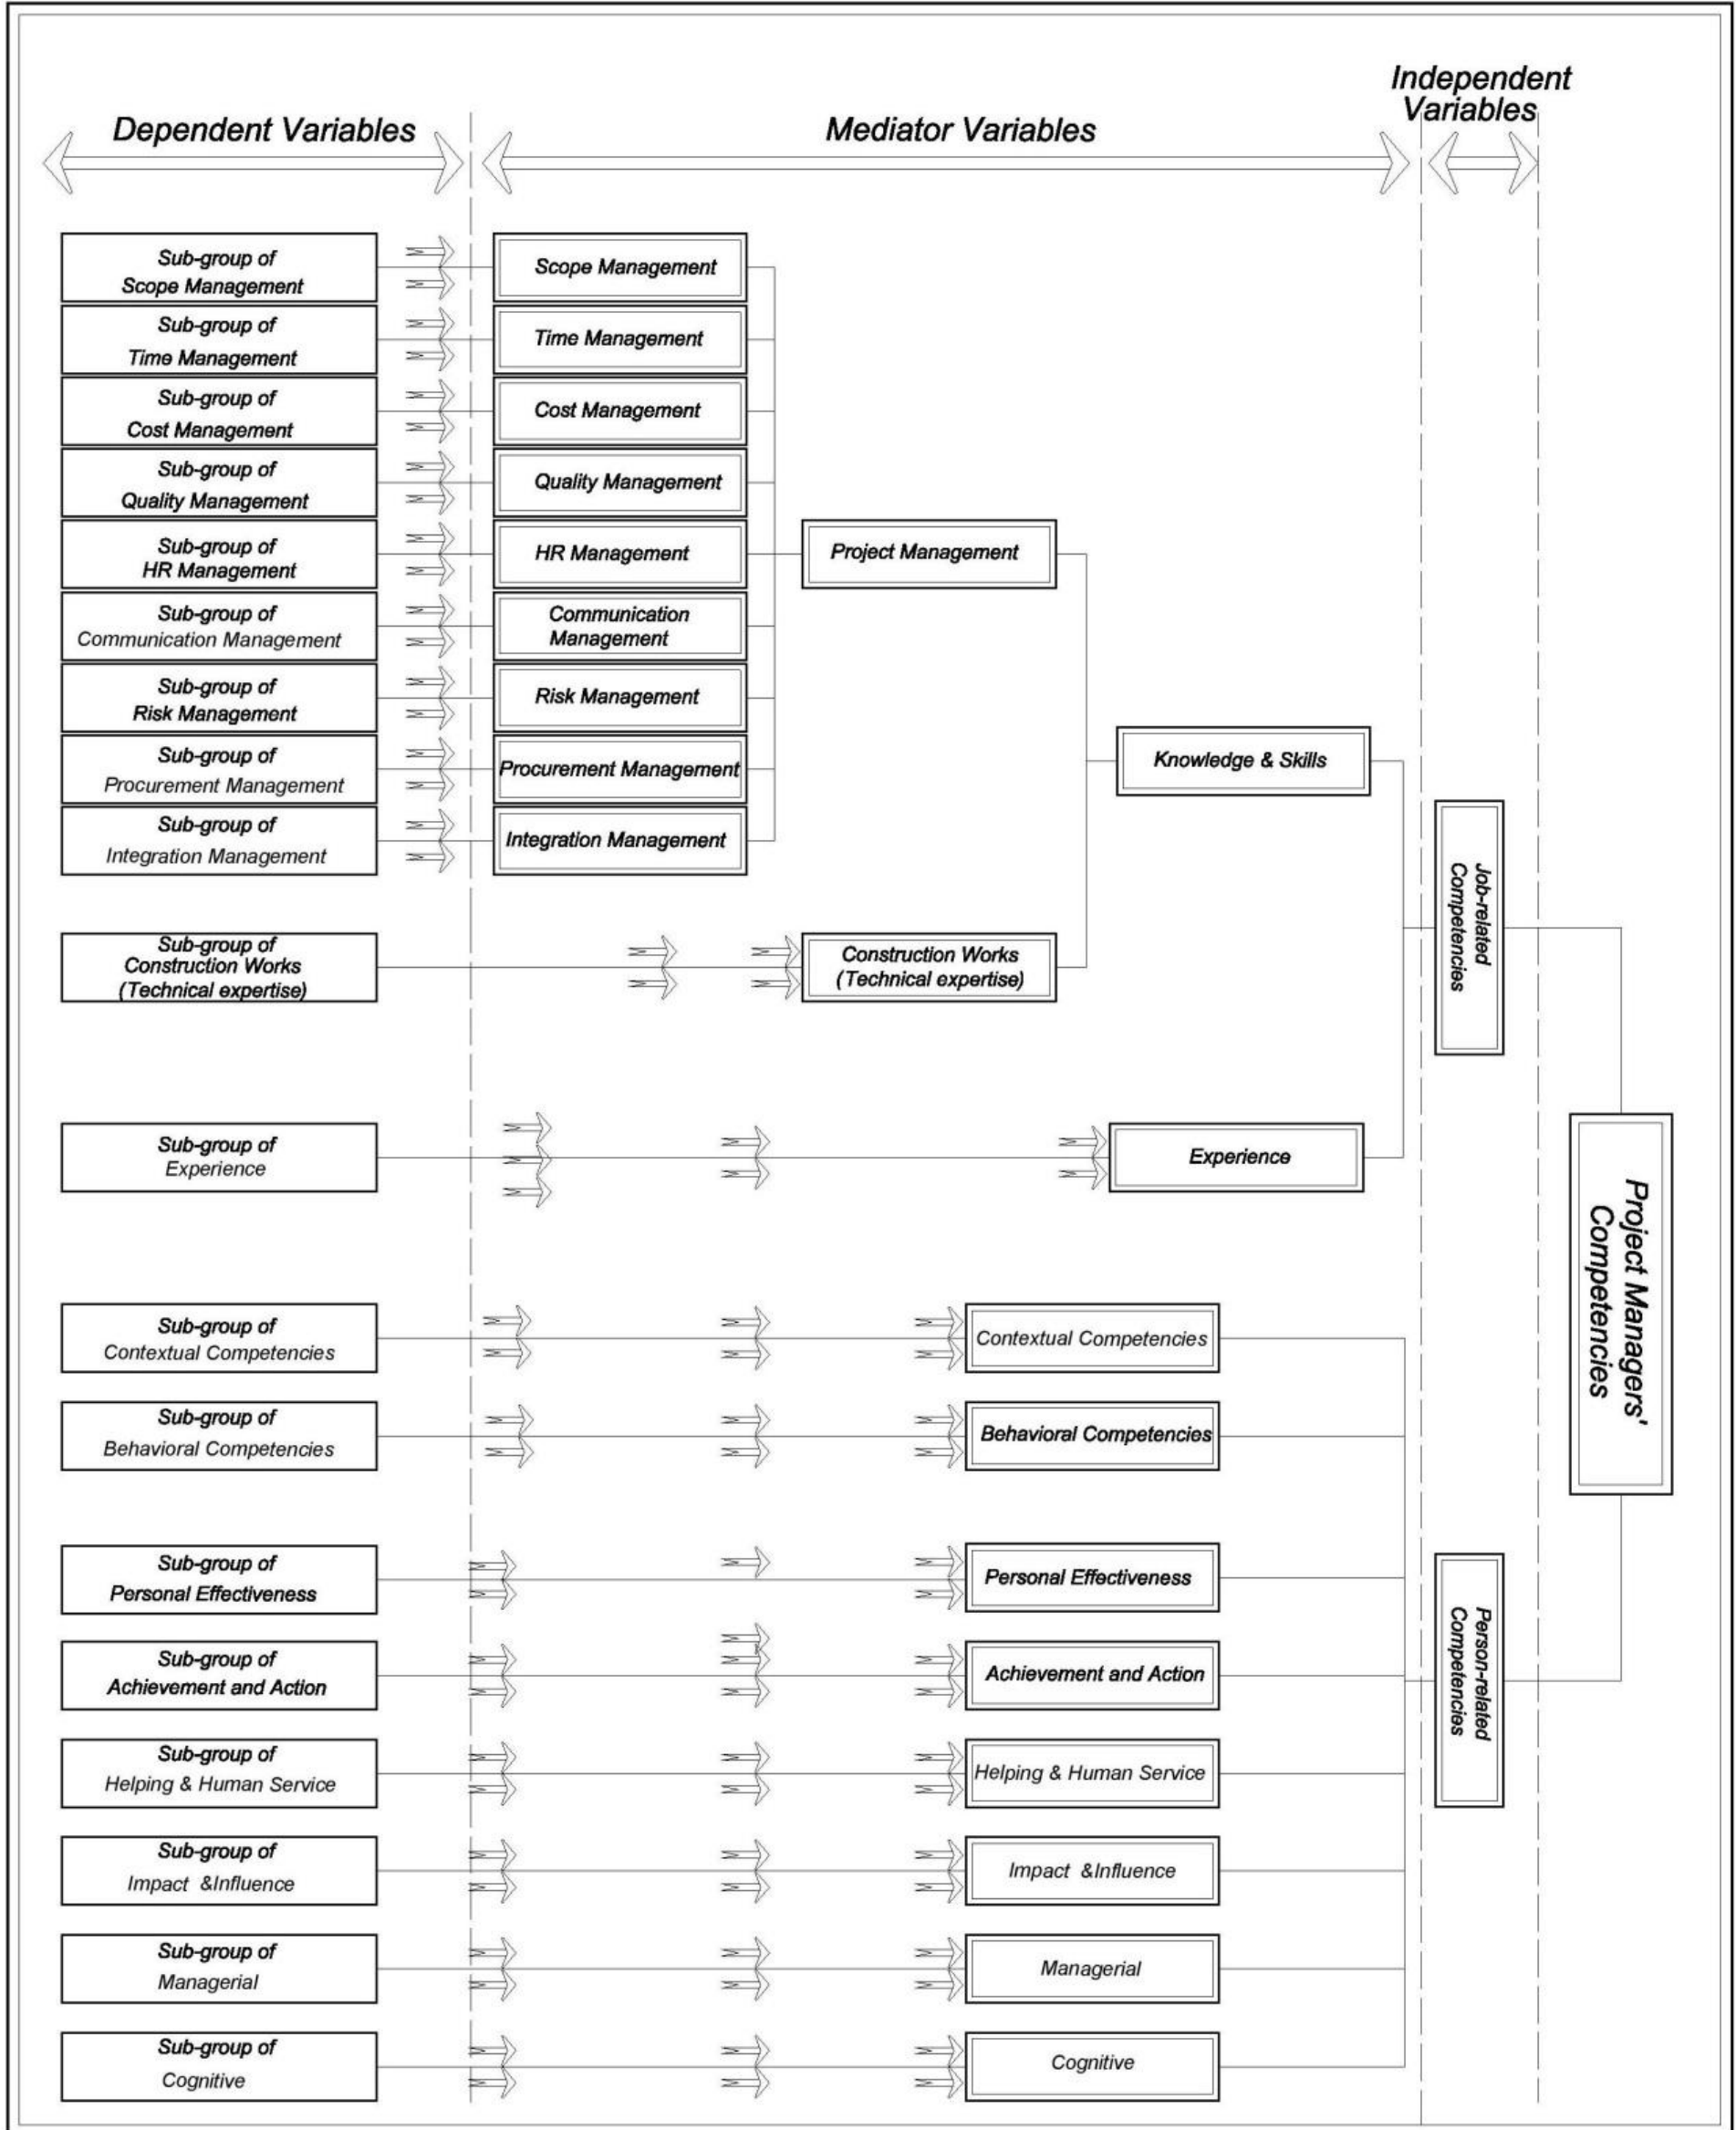 Independent
Variables
Dependent Variables
Mediator Variables
Sub-group of
Scope Management
Scope Management
Sub-group of
Time Management
Time Management
Sub-group of
Cost Management
Cost Management
Sub-group of
Quality Management
Quality Management
Sub-group of
HR Management
HR Management
Project Management
Sub-group of
Communication Management
Communication
Management
Sub-group of
Risk Management
Risk Management
Sub-group of
Procurement Management
Procurement Management
Knowledge & Skills
Sub-group of
Integration Management
Integration Management
Job-related
Competencies
Sub-group of
Construction Works
(Technical expertise)
Construction Works
(Technical expertise)
Sub-group of
Experience
Experience
Project Managers'
Competencies
Sub-group of
Contextual Competencies
Contextual Competencies
Sub-group of
Behavioral Competencies
Behavioral Competencies
Sub-group of
Personal Effectiveness
Personal Effectiveness
Person-related
Competencies
Sub-group of
Achievement and Action
Achievement and Action
Sub-group of
Helping & Human Service
Helping & Human Service
Sub-group of
Impact &Influence
Impact &Influence
Sub-group of
Managerial
Managerial
Sub-group of
Cognitive
Cognitive